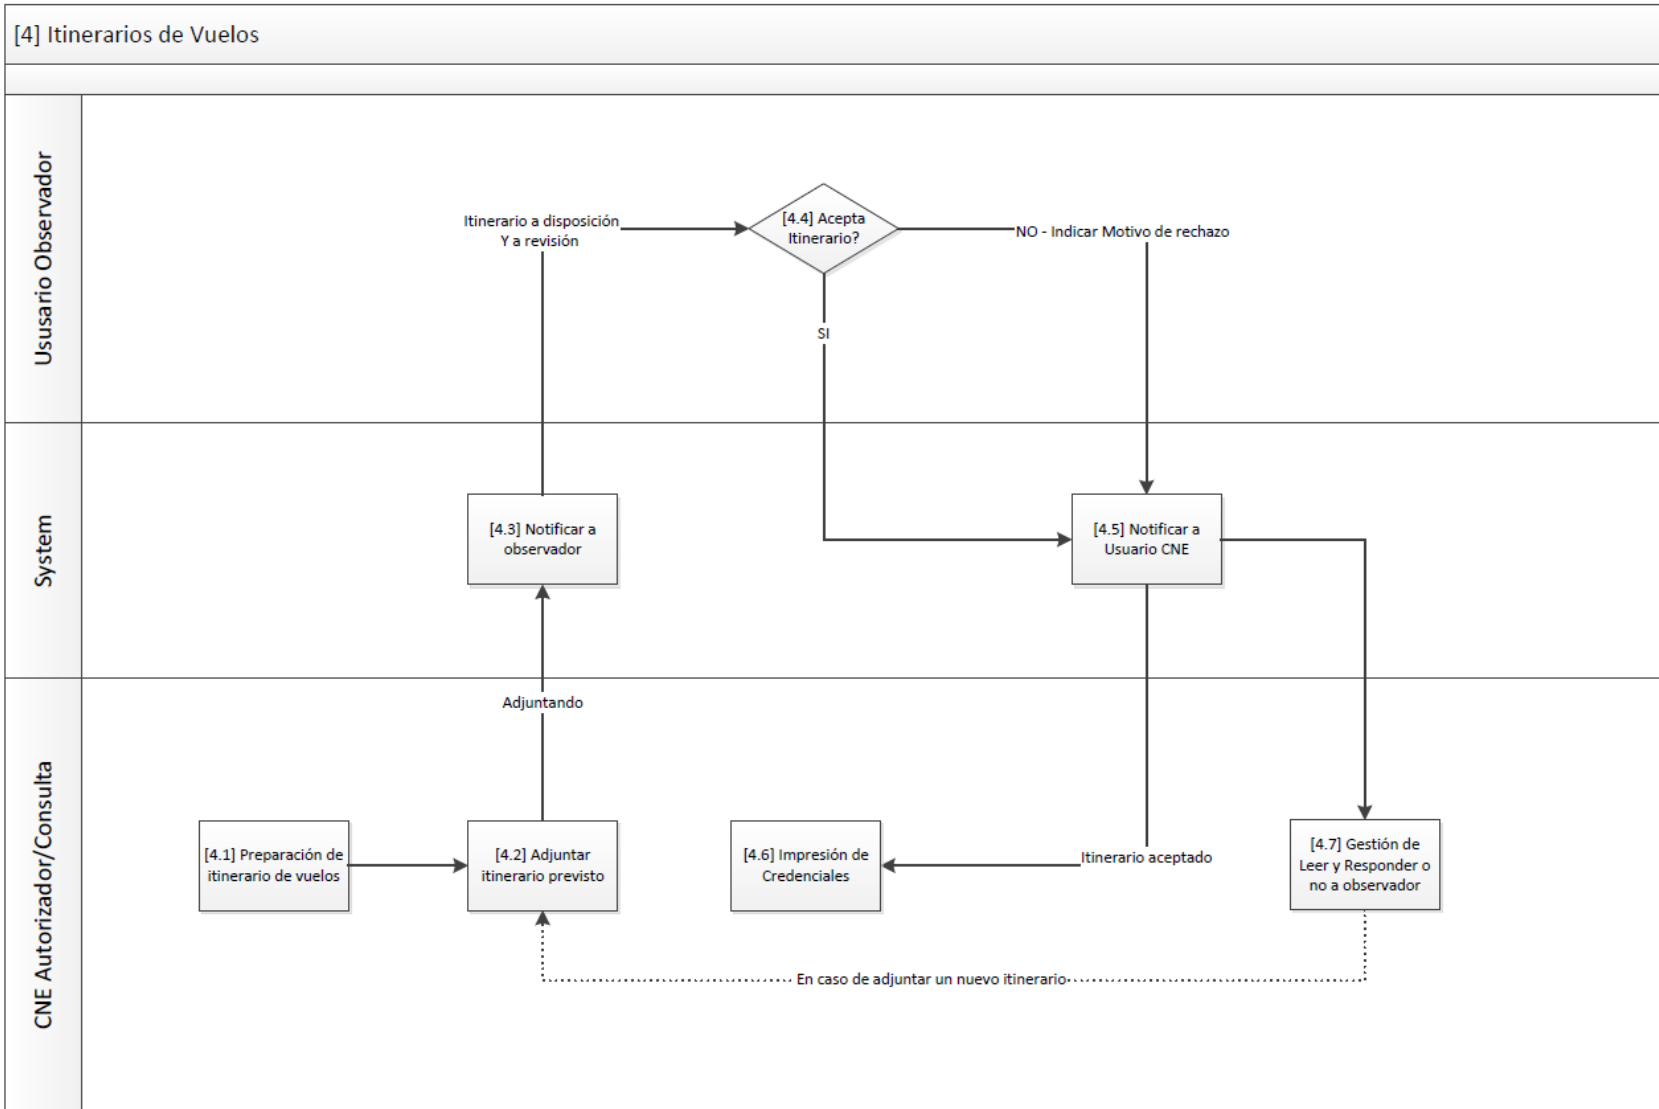 [4] Itinerarios de Vuelos
Ususario Observador
Itinerario a disposición
Y a revisión
[4.4] Acepta
Itinerario?
NO - Indicar Motivo de rechazo
SI
System
[4.3] Notificar a
observador
[4.5] Notificar a
Usuario CNE
CNE Autorizador/Consulta
Adjuntando
[4.1] Preparación de
itinerario de vuelos
[4.2] Adjuntar
itinerario previsto
[4.6] Impresión de
Credenciales
Itinerario aceptado
[4.7] Gestión de
Leer y Responder o
no a observador
En caso de adjuntar un nuevo itinerario